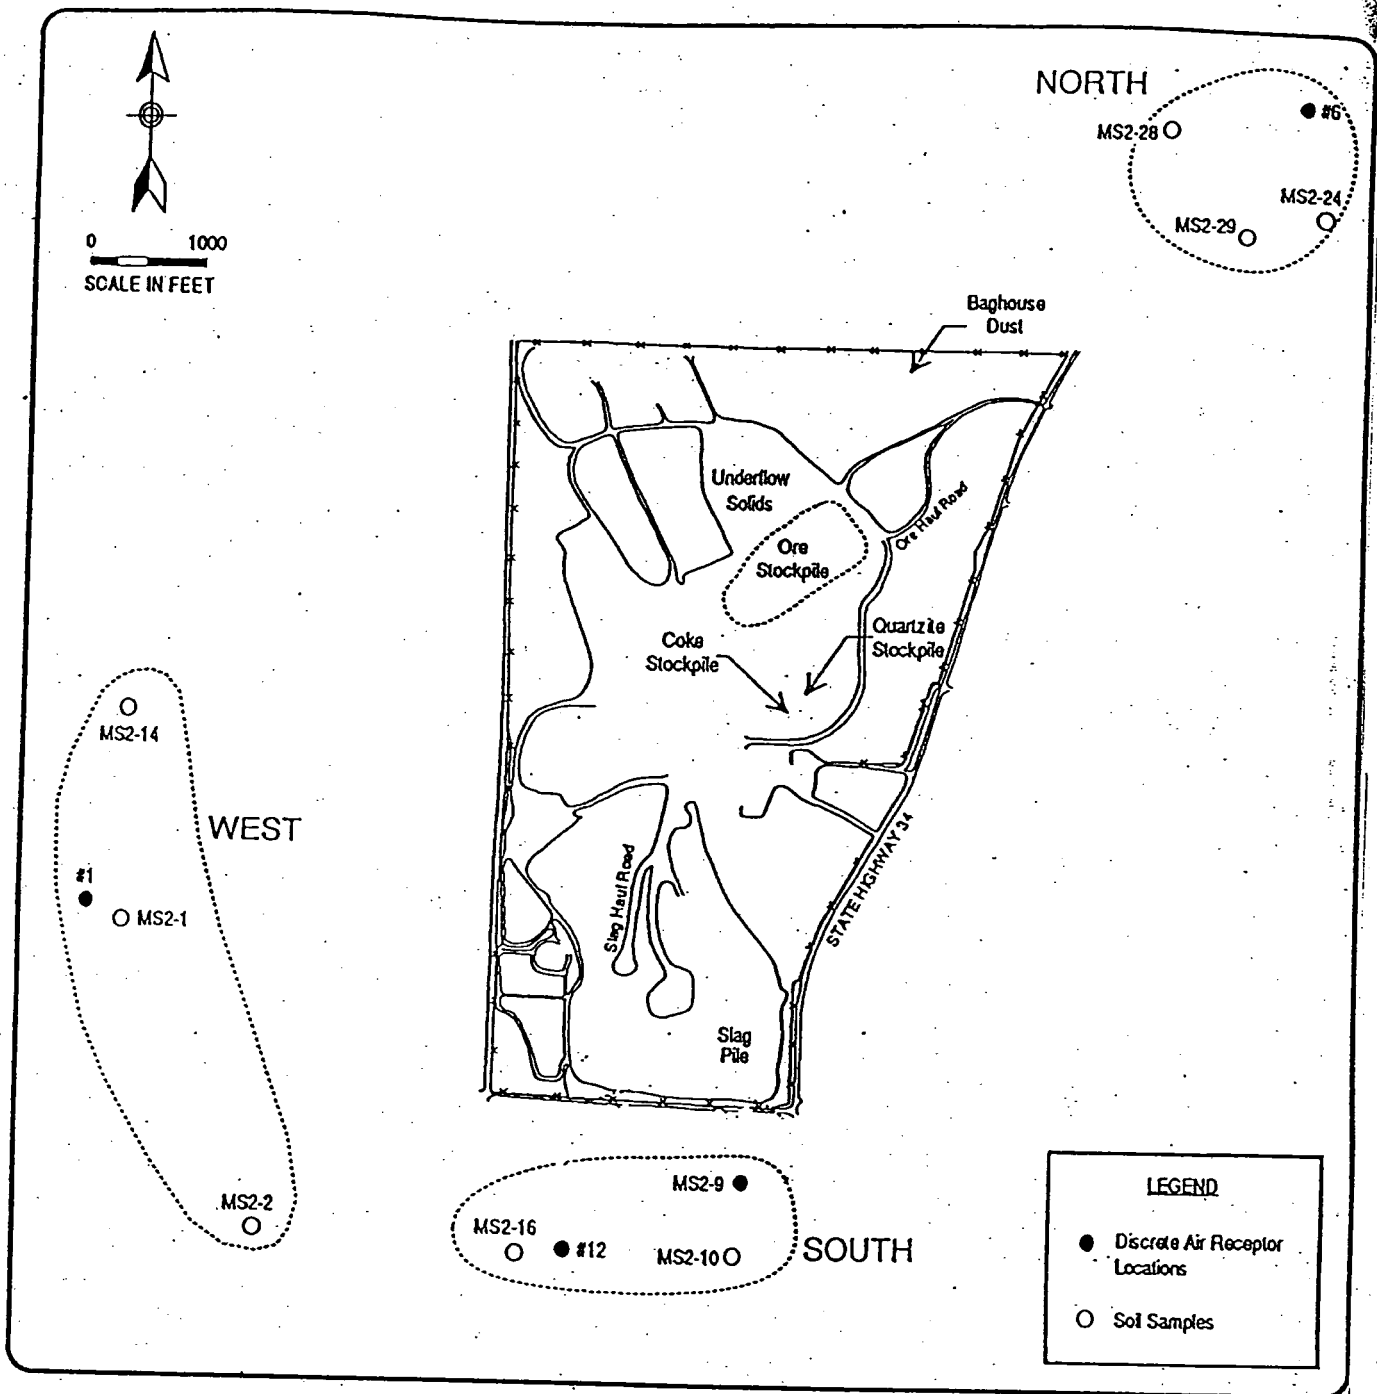 NORTH
#6
MS2-28
MS2-24
MS2-29
0 1000
SCALE IN FEET
Baghouse
Dust
Underflow
Solids
Ore Haul Road
Ore
Stockpile
Quartzite
Stockpile
Coke
Stockpile
MS2-14
WEST
#1
MS2-1
Slag Haul Road
STATE HIGHWAY 34
Slag
Pile
MS2-2
MS2-9
MS2-16
#12
MS2-10
SOUTH
LEGEND
Discrete Air Receptor
Locations
Soil Samples